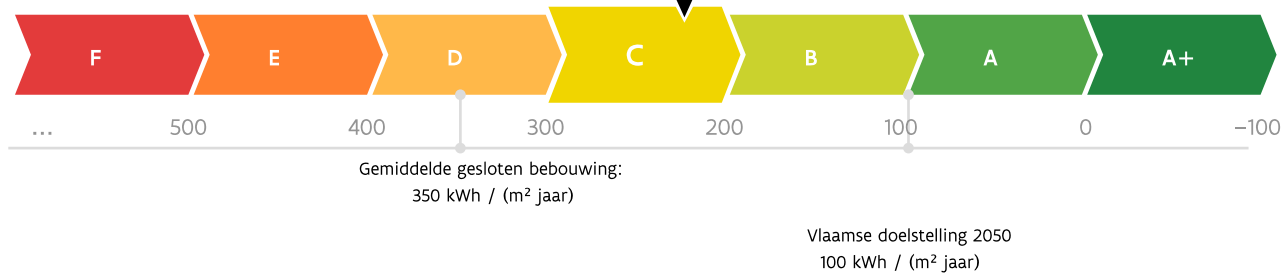 F E D C B A A+
... 500 400 300 200 100 0 −100
Gemiddelde gesloten bebouwing:
350 kWh / (m² jaar)
Vlaamse doelstelling 2050
100 kWh / (m² jaar)